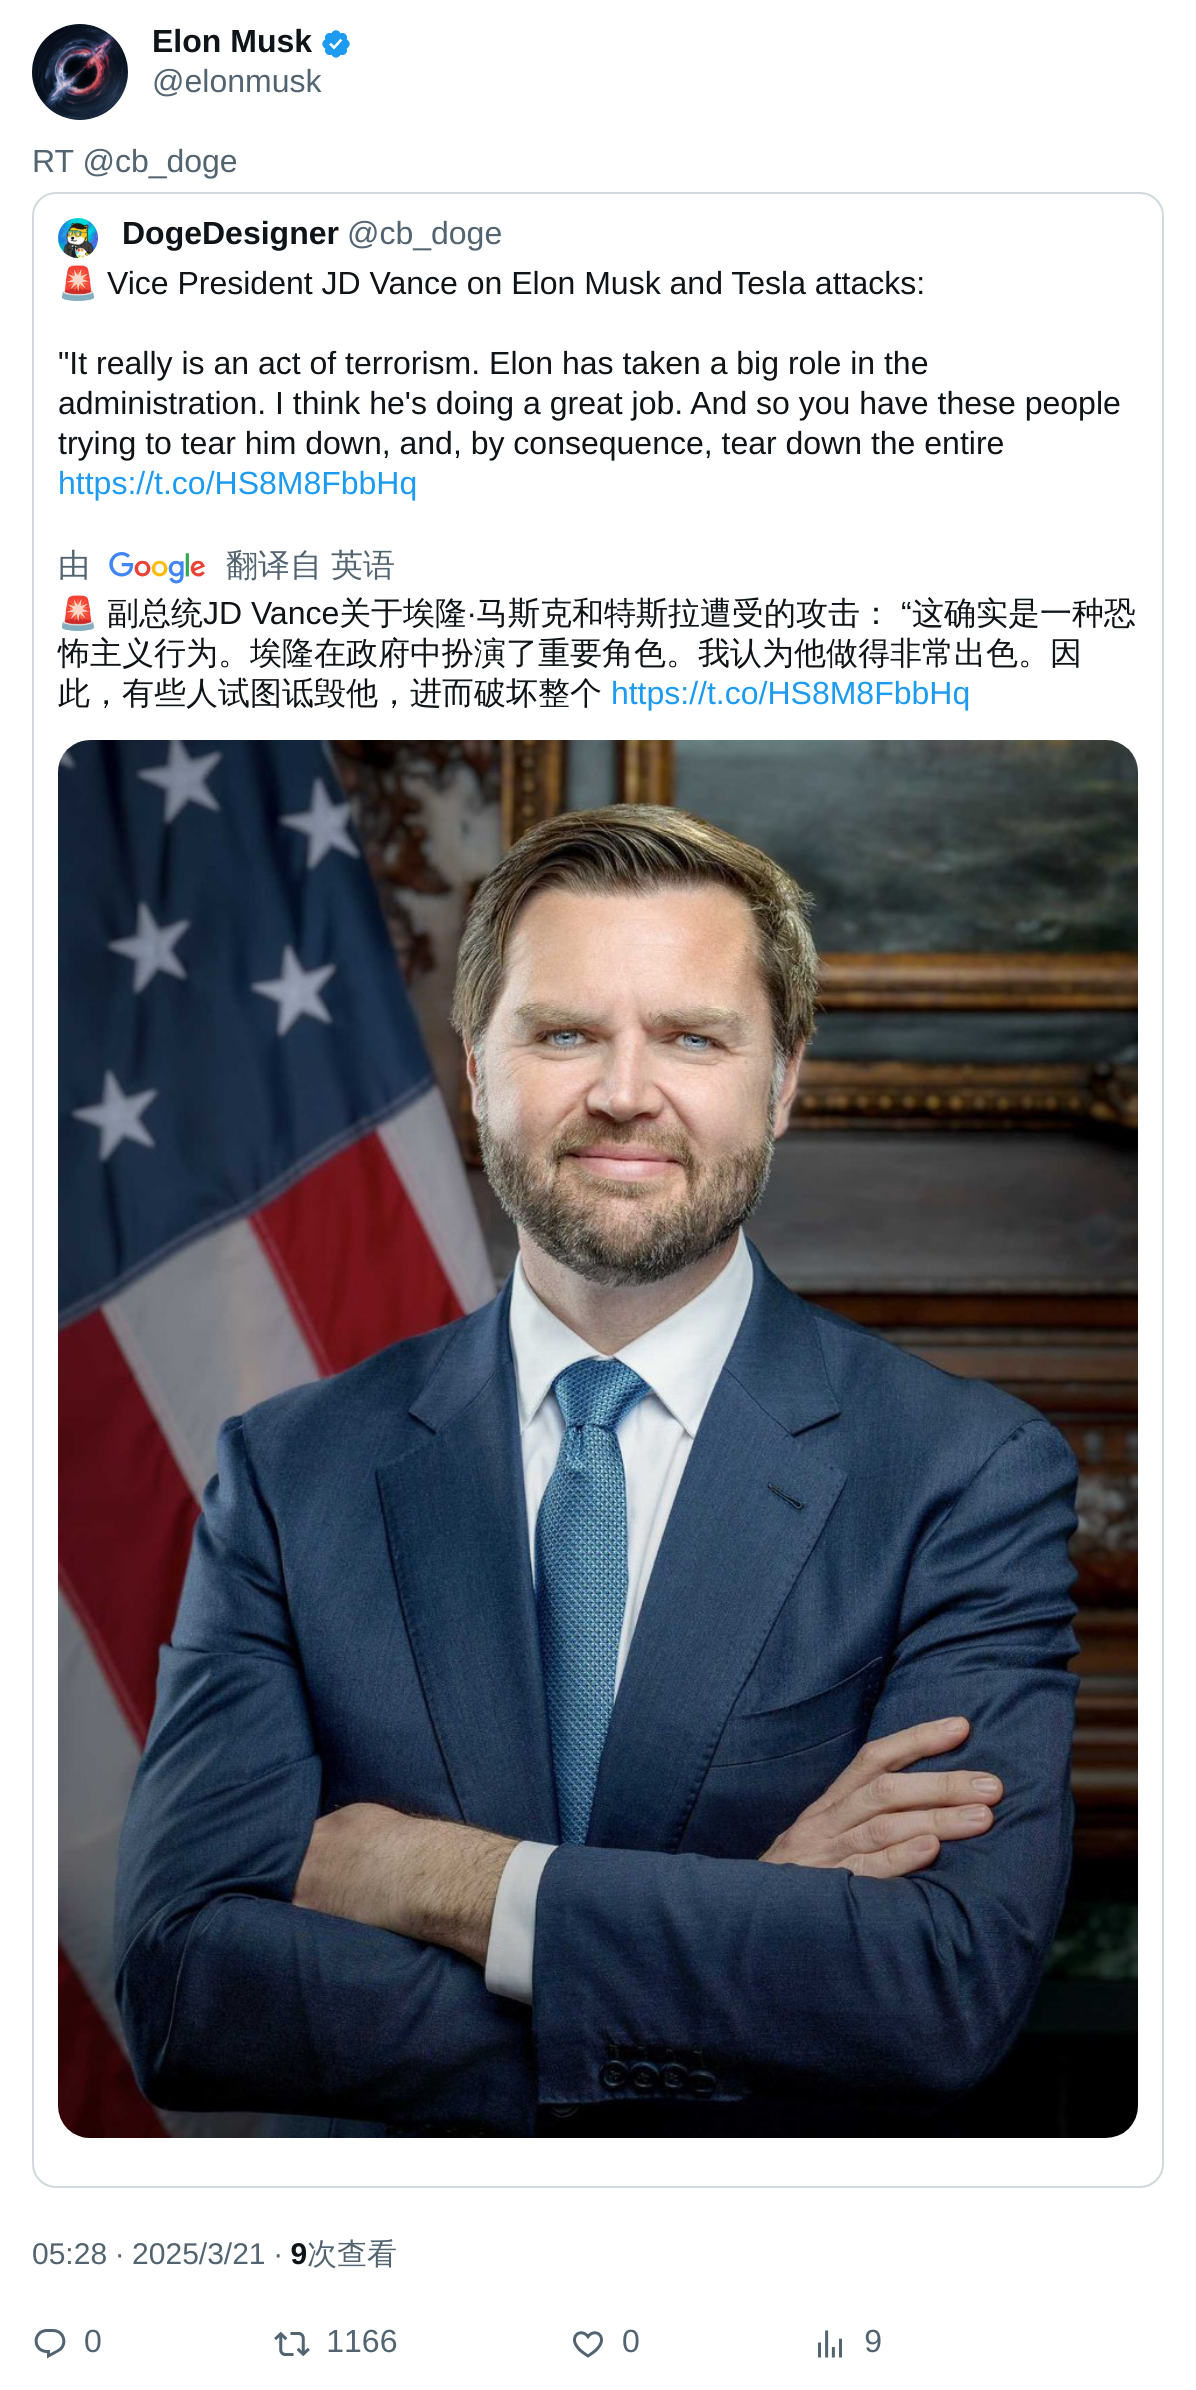 Elon Musk
@elonmusk
RT @cb_doge
DogeDesigner @cb_doge
🚨 Vice President JD Vance on Elon Musk and Tesla attacks:
"It really is an act of terrorism. Elon has taken a big role in the
administration. I think he's doing a great job. And so you have these people
trying to tear him down, and, by consequence, tear down the entire
https://t.co/HS8M8FbbHq
由 Google 翻译自 英语
🚨 副总统JD Vance关于埃隆·马斯克和特斯拉遭受的攻击： “这确实是一种恐
怖主义行为。埃隆在政府中扮演了重要角色。我认为他做得非常出色。因
此，有些人试图诋毁他，进而破坏整个 https://t.co/HS8M8FbbHq
05:28 · 2025/3/21 · 9次查看
0 1166 0 9